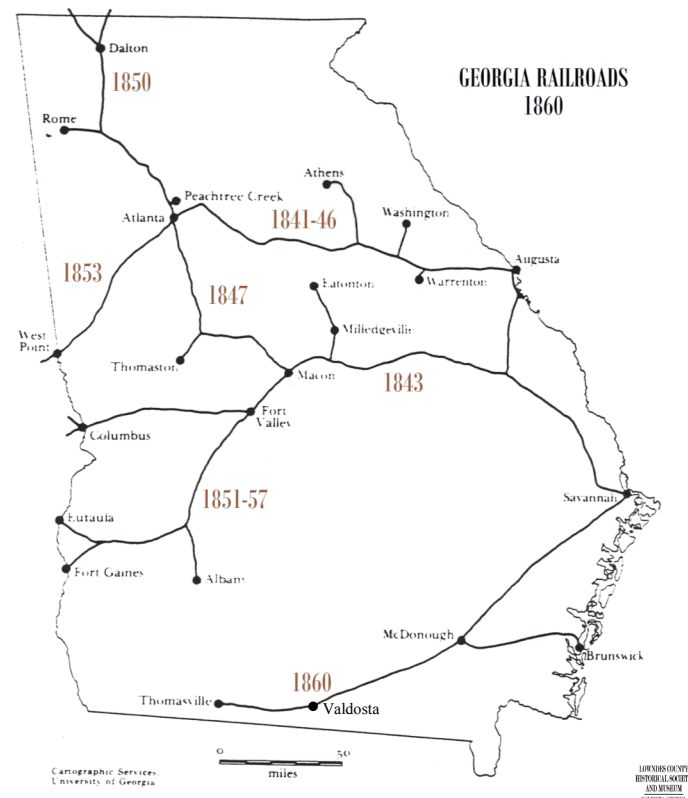 GEORGIA RAILROADS
1860
Dalton
1850
Rome
Athens
Peachtree Creek
Washington
Atlanta
1841-46
1853
Augusta
1847
Eatonton
Warrenton
West
Point
Milledgeville
Thomaston
Macon
1843
Fort
Valley
Columbus
1851-57
Savannah
Eufaula
Fort Gaines
Albany
McDonough
Brunswick
1860
Thomasville
Valdosta
0
50
miles
Cartographic Services,
University of Georgia
LOWNDES COUNTY
HISTORICAL SOCIET
AND MUSEUM